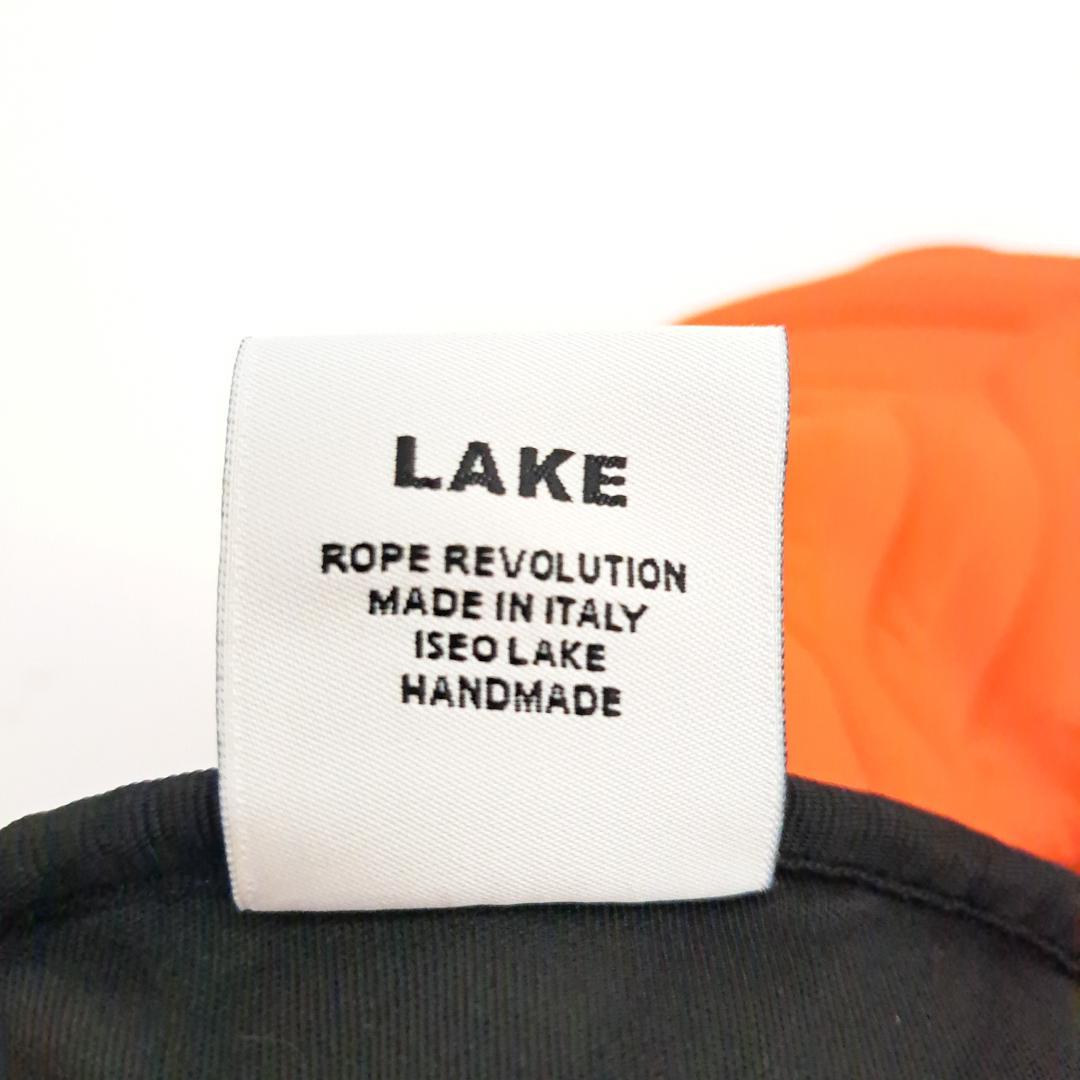 LAKE
ROPE REVOLUTION
MADE IN ITALY
ISEO LAKE
HANDMADE